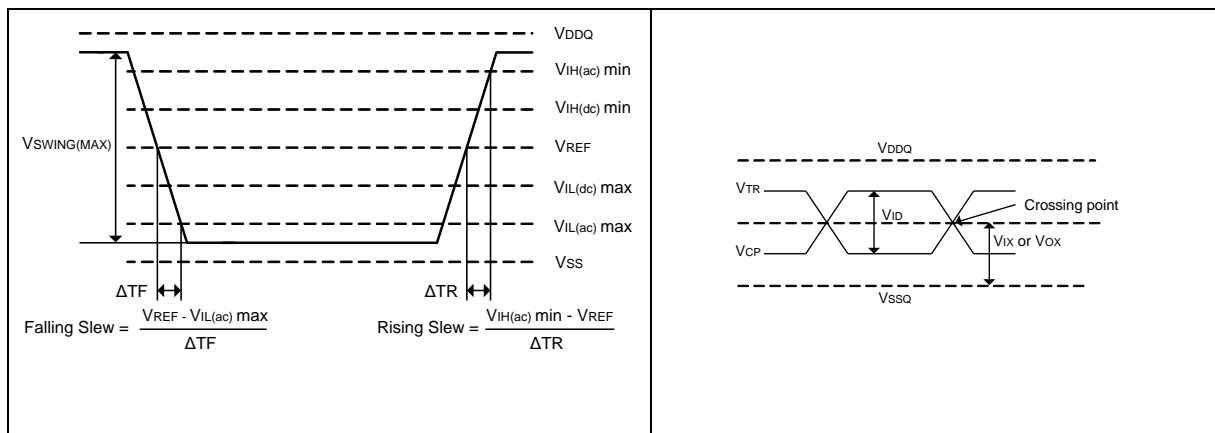 VDDQ
VIH(ac) min
VIH(dc) min
VSWING(MAX)
VREF
VIL(dc) max
VIL(ac) max
VSS
ΔTF
ΔTR
Falling Slew = VREF - VIL(ac) max
ΔTF
Rising Slew = VIH(ac) min - VREF
ΔTR
VDDQ
VTR
VID
Crossing point
VCP
VIX or VOX
VSSQ